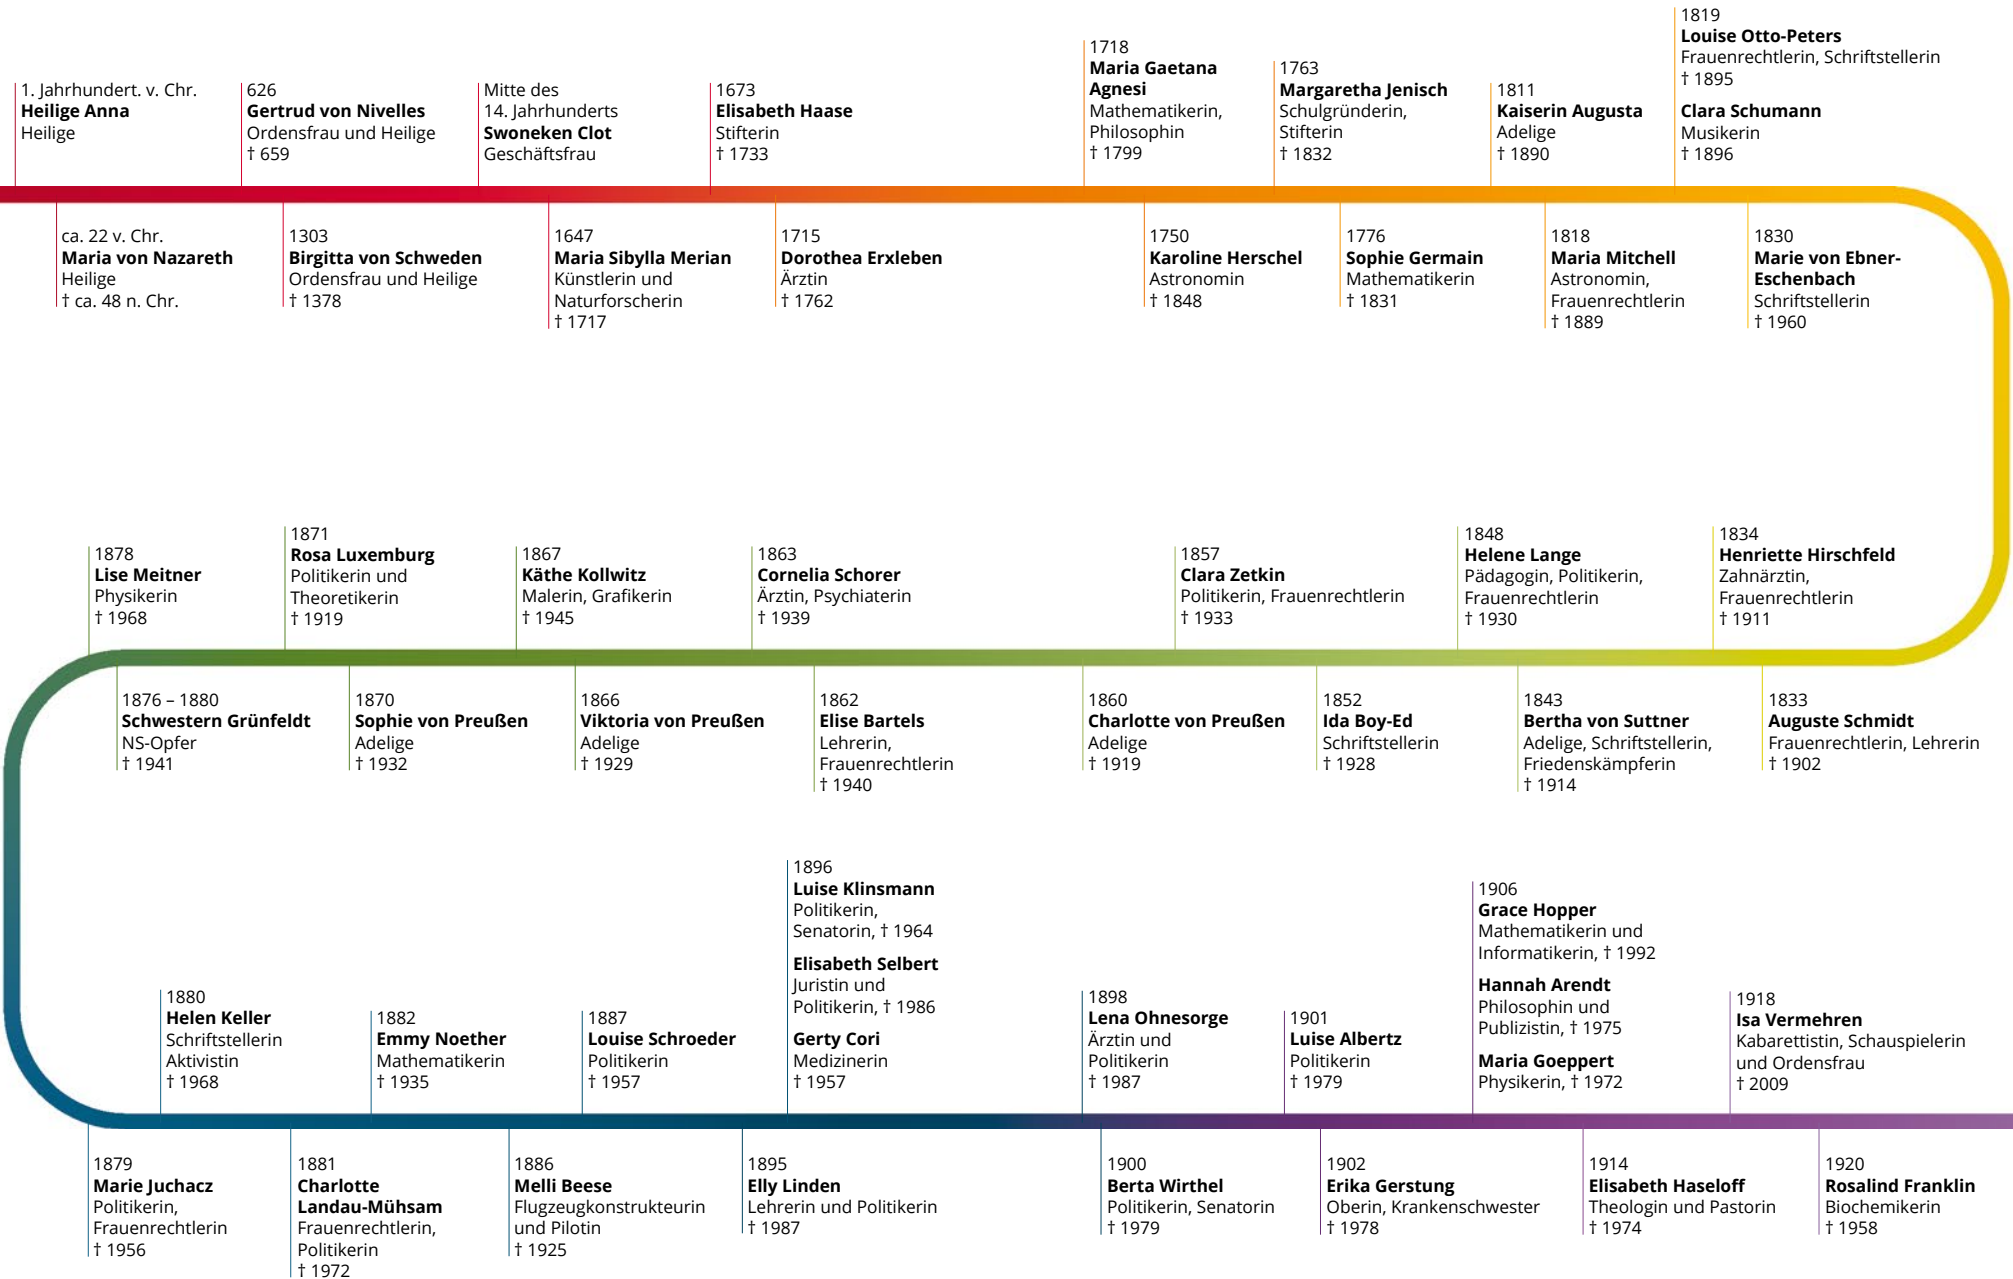 1. Jahrhundert. v. Chr.
Heilige Anna
Heilige
626
Gertrud von Nivelles
Ordensfrau und Heilige
† 659
Mitte des
14. Jahrhunderts
Swoneken Clot
Geschäftsfrau
1673
Elisabeth Haase
Stifterin
† 1733
1718
Maria Gaetana
Agnesi
Mathematikerin,
Philosophin
† 1799
1763
Margaretha Jenisch
Schulgründerin,
Stifterin
† 1832
1811
Kaiserin Augusta
Adelige
† 1890
1819
Louise Otto-Peters
Frauenrechtlerin, Schriftstellerin
† 1895
Clara Schumann
Musikerin
† 1896
ca. 22 v. Chr.
Maria von Nazareth
Heilige
† ca. 48 n. Chr.
1303
Birgitta von Schweden
Ordensfrau und Heilige
† 1378
1647
Maria Sibylla Merian
Künstlerin und
Naturforscherin
† 1717
1715
Dorothea Erxleben
Ärztin
† 1762
1750
Karoline Herschel
Astronomin
† 1848
1776
Sophie Germain
Mathematikerin
† 1831
1818
Maria Mitchell
Astronomin,
Frauenrechtlerin
† 1889
1830
Marie von Ebner-
Eschenbach
Schriftstellerin
† 1960
1878
Lise Meitner
Physikerin
† 1968
1871
Rosa Luxemburg
Politikerin und
Theoretikerin
† 1919
1867
Käthe Kollwitz
Malerin, Grafikerin
† 1945
1863
Cornelia Schorer
Ärztin, Psychiaterin
† 1939
1857
Clara Zetkin
Politikerin, Frauenrechtlerin
† 1933
1848
Helene Lange
Pädagogin, Politikerin,
Frauenrechtlerin
† 1930
1834
Henriette Hirschfeld
Zahnärztin,
Frauenrechtlerin
† 1911
1876 – 1880
Schwestern Grünfeldt
NS-Opfer
† 1941
1870
Sophie von Preußen
Adelige
† 1932
1866
Viktoria von Preußen
Adelige
† 1929
1862
Elise Bartels
Lehrerin,
Frauenrechtlerin
† 1940
1860
Charlotte von Preußen
Adelige
† 1919
1852
Ida Boy-Ed
Schriftstellerin
† 1928
1843
Bertha von Suttner
Adelige, Schriftstellerin,
Friedenskämpferin
† 1914
1833
Auguste Schmidt
Frauenrechtlerin, Lehrerin
† 1902
1880
Helen Keller
Schriftstellerin
Aktivistin
† 1968
1882
Emmy Noether
Mathematikerin
† 1935
1887
Louise Schroeder
Politikerin
† 1957
1896
Luise Klinsmann
Politikerin,
Senatorin, † 1964
Elisabeth Selbert
Juristin und
Politikerin, † 1986
Gerty Cori
Medizinerin
† 1957
1898
Lena Ohnesorge
Ärztin und
Politikerin
† 1987
1901
Luise Albertz
Politikerin
† 1979
1906
Grace Hopper
Mathematikerin und
Informatikerin, † 1992
Hannah Arendt
Philosophin und
Publizistin, † 1975
Maria Goeppert
Physikerin, † 1972
1918
Isa Vermehren
Kabarettistin, Schauspielerin
und Ordensfrau
† 2009
1879
Marie Juchacz
Politikerin,
Frauenrechtlerin
† 1956
1881
Charlotte
Landau-Mühsam
Frauenrechtlerin,
Politikerin
† 1972
1886
Melli Beese
Flugzeugkonstrukteurin
und Pilotin
† 1925
1895
Elly Linden
Lehrerin und Politikerin
† 1987
1900
Berta Wirthel
Politikerin, Senatorin
† 1979
1902
Erika Gerstung
Oberin, Krankenschwester
† 1978
1914
Elisabeth Haseloff
Theologin und Pastorin
† 1974
1920
Rosalind Franklin
Biochemikerin
† 1958